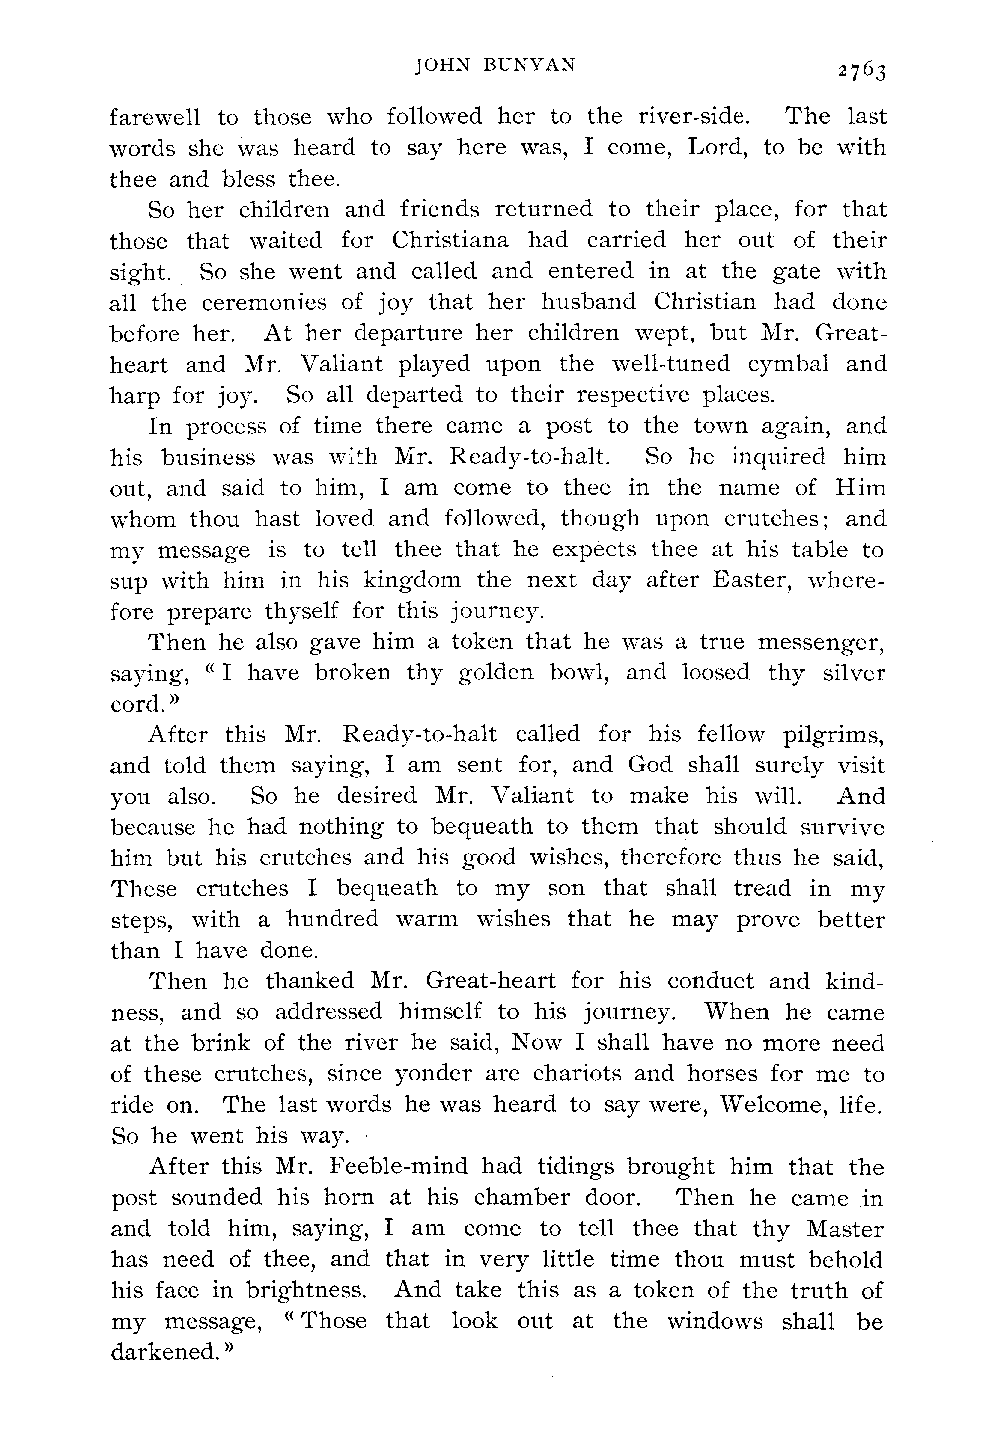 JOHN BUNYAN
2763
farewell to those who followed her to the river-side. The last
words she was heard to say here was, I come, Lord, to be with
thee and bless thee.
So her children and friends returned to their place, for that
those that waited for Christiana had carried her out of their
sight. So she went and called and entered in at the gate with
all the ceremonies of joy that her husband Christian had done
before her. At her departure her children wept, but Mr. Great-
heart and Mr. Valiant played upon the well-tuned cymbal and
harp for joy. So all departed to their respective places.
In process of time there came a post to the town again, and
his business was with Mr. Ready-to-halt. So he inquired him
out, and said to him, I am come to thee in the name of Him
whom thou hast loved and followed, though upon crutches; and
my message is to tell thee that he expects thee at his table to
sup with him in his kingdom the next day after Easter, where-
fore prepare thyself for this journey.
Then he also gave him a token that he was a true messenger,
saying, « I have broken thy golden bowl, and loosed thy silver
cord. »
After this Mr. Ready-to-halt called for his fellow pilgrims,
and told them saying, I am sent for, and God shall surely visit
you also. So he desired Mr. Valiant to make his will. And
because he had nothing to bequeath to them that should survive
him but his crutches and his good wishes, therefore thus he said,
These crutches I bequeath to my son that shall tread in my
steps, with a hundred warm wishes that he may prove better
than I have done.
Then he thanked Mr. Great-heart for his conduct and kind-
ness, and so addressed himself to his journey. When he came
at the brink of the river he said, Now I shall have no more need
of these crutches, since yonder are chariots and horses for me to
ride on. The last words he was heard to say were, Welcome, life.
So he went his way.
After this Mr. Feeble-mind had tidings brought him that the
post sounded his horn at his chamber door. Then he came in
and told him, saying, I am come to tell thee that thy Master
has need of thee, and that in very little time thou must behold
his face in brightness. And take this as a token of the truth of
my message, « Those that look out at the windows shall be
darkened. »